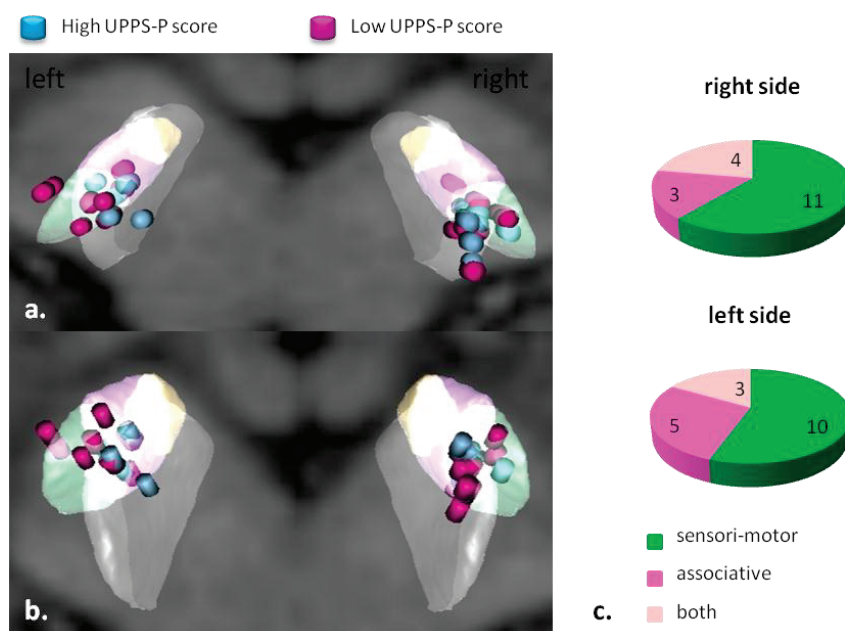 High UPPS-P score
Low UPPS-P score
left
right
a.
b.
right side
4
3
11
left side
3
5
10
sensori-motor
associative
both
c.